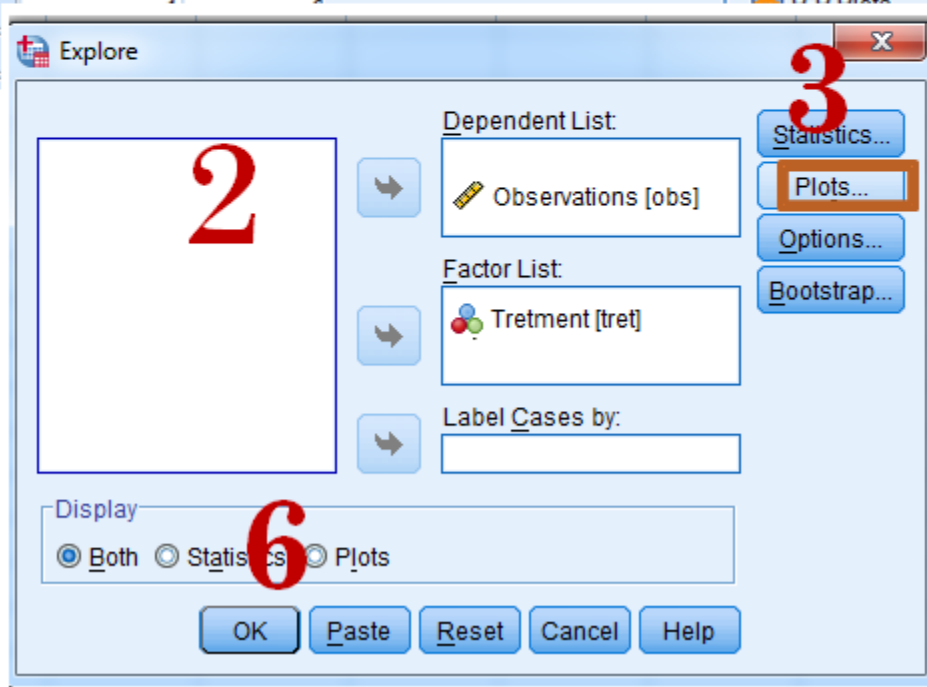 Explore
3
Dependent List:
Statistics...
2
Observations [obs]
Plots...
Options...
Factor List:
Bootstrap...
Tretment [tret]
Label Cases by:
Display
6
Both Statistics Plots
OK Paste Reset Cancel Help